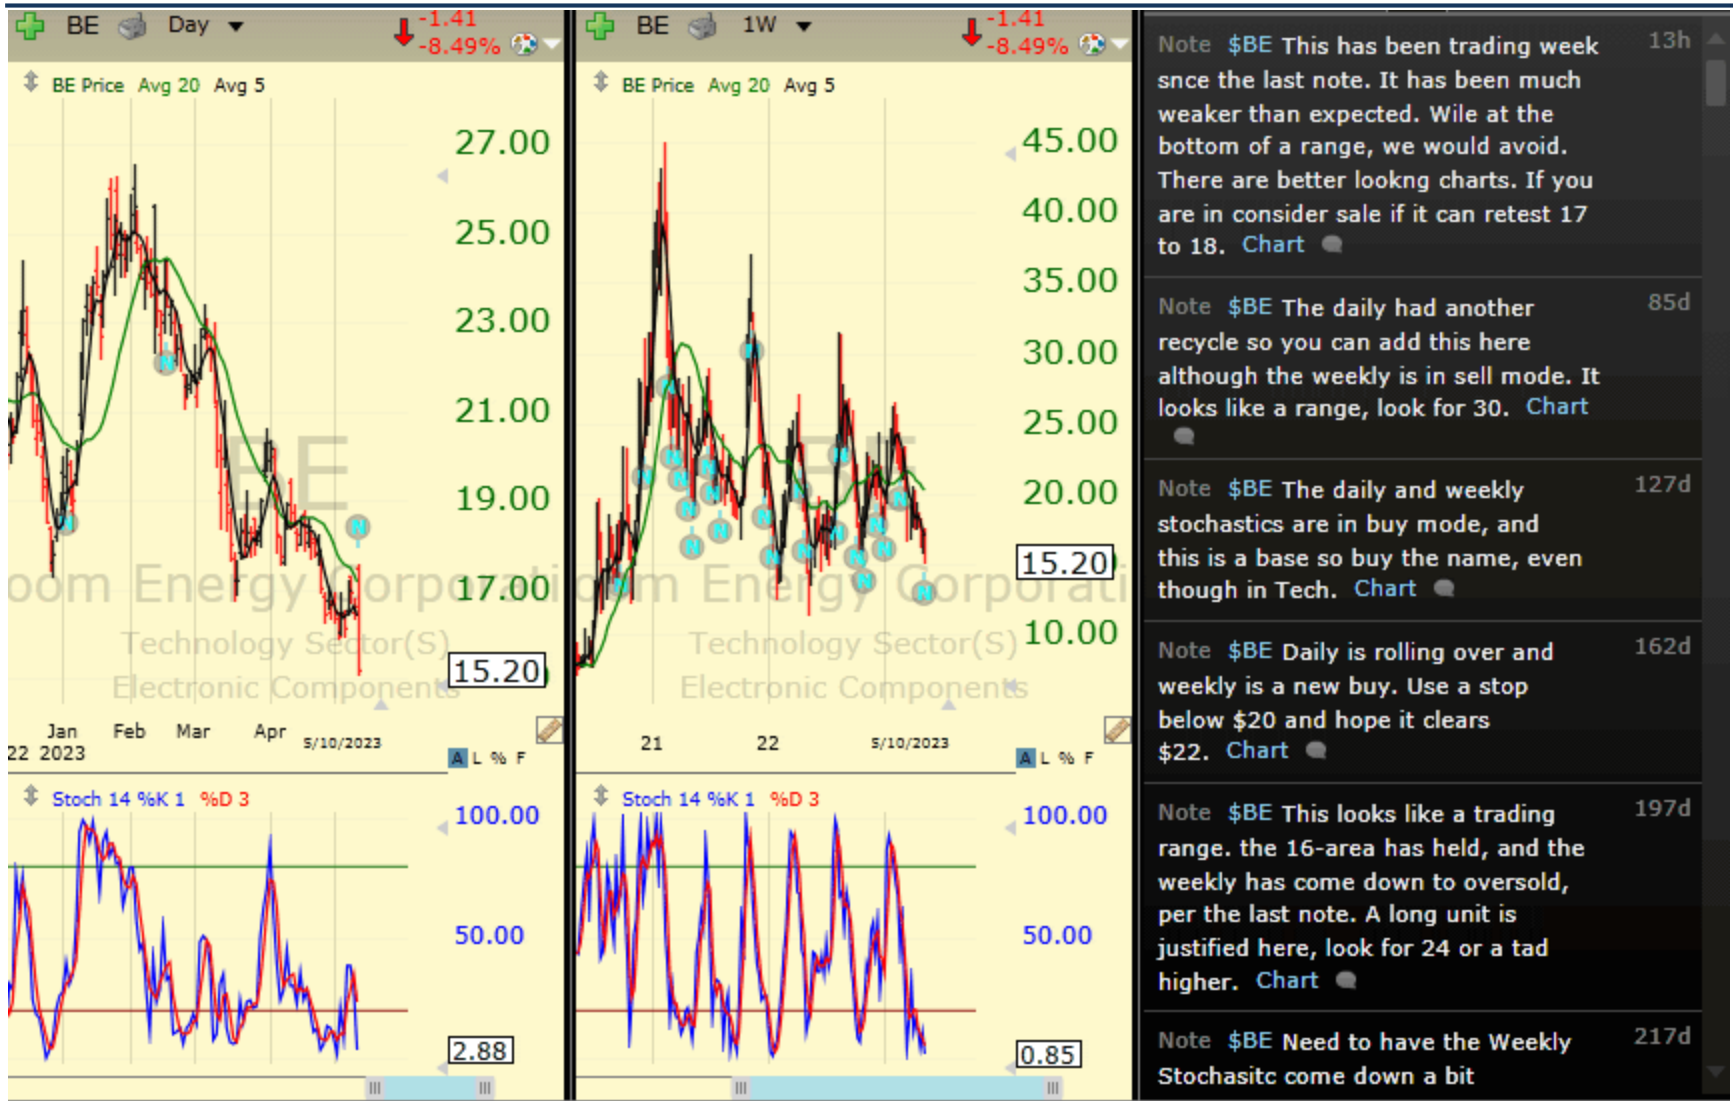 BE Day
-1.41
-8.49%
BE Price Avg 20 Avg 5
27.00
25.00
23.00
21.00
19.00
17.00
15.20
BE
oom Energy Corporati
Technology Sector(S)
Electronic Components
Jan Feb Mar Apr 5/10/2023
22 2023
A L % F
Stoch 14 %K 1 %D 3
100.00
50.00
2.88
BE 1W
-1.41
-8.49%
BE Price Avg 20 Avg 5
45.00
40.00
35.00
30.00
25.00
20.00
15.20
10.00
BE
om Energy Corporati
Technology Sector(S)
Electronic Components
21 22 5/10/2023
A L % F
Stoch 14 %K 1 %D 3
100.00
50.00
0.85
Note $BE This has been trading week 13h
snce the last note. It has been much
weaker than expected. Wile at the
bottom of a range, we would avoid.
There are better lookng charts. If you
are in consider sale if it can retest 17
to 18. Chart
Note $BE The daily had another 85d
recycle so you can add this here
although the weekly is in sell mode. It
looks like a range, look for 30. Chart
Note $BE The daily and weekly 127d
stochastics are in buy mode, and
this is a base so buy the name, even
though in Tech. Chart
Note $BE Daily is rolling over and 162d
weekly is a new buy. Use a stop
below $20 and hope it clears
$22. Chart
Note $BE This looks like a trading 197d
range. the 16-area has held, and the
weekly has come down to oversold,
per the last note. A long unit is
justified here, look for 24 or a tad
higher. Chart
Note $BE Need to have the Weekly 217d
Stochasitc come down a bit